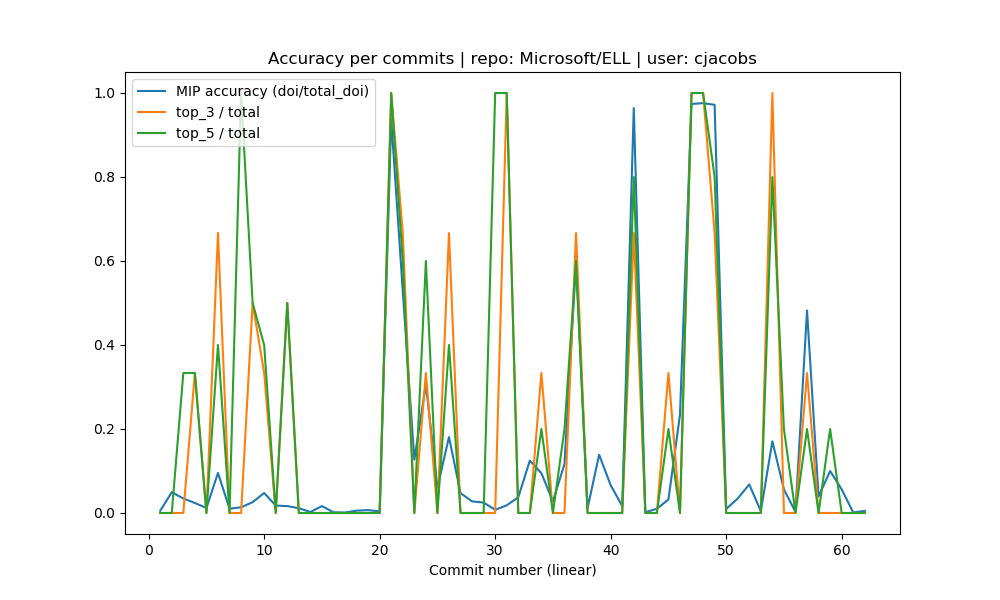 Accuracy per commits | repo: Microsoft/ELL | user: cjacobs
MIP accuracy (doi/total_doi)
top_3 / total
top_5 / total
1.0
0.8
0.6
0.4
0.2
0.0
0 10 20 30 40 50 60
Commit number (linear)